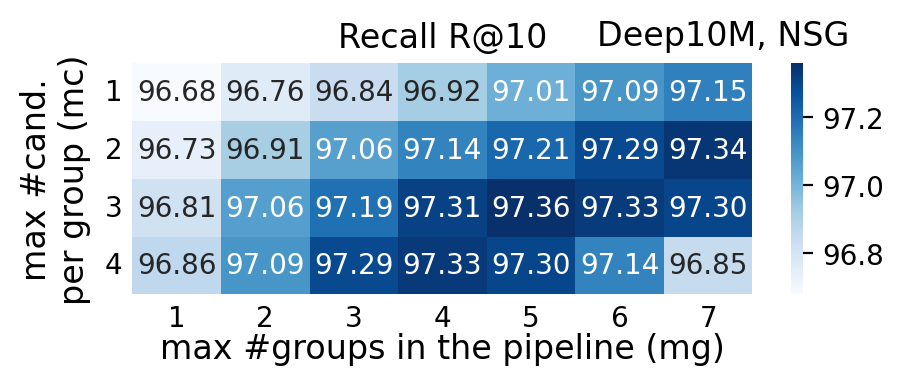 Recall R@10 Deep10M, NSG
max #cand.
per group (mc)
1 96.68 96.76 96.84 96.92 97.01 97.09 97.15
2 96.73 96.91 97.06 97.14 97.21 97.29 97.34
3 96.81 97.06 97.19 97.31 97.36 97.33 97.30
4 96.86 97.09 97.29 97.33 97.30 97.14 96.85
1 2 3 4 5 6 7
max #groups in the pipeline (mg)
97.2
97.0
96.8